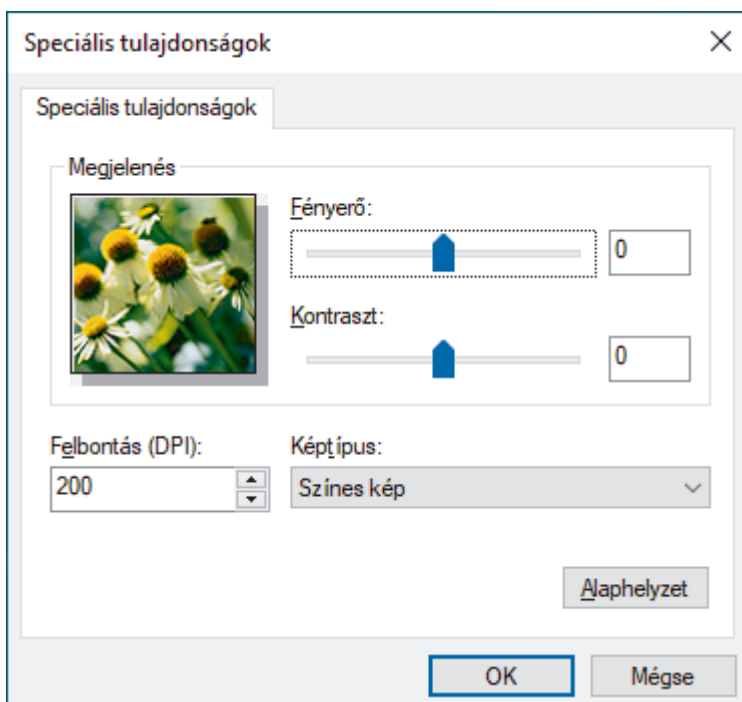 Speciális tulajdonságok
Speciális tulajdonságok
Megjelenés
Fényerő:
0
Kontraszt:
0
Felbontás (DPI):
200
Képtípus:
Színes kép
Alaphelyzet
OK
Mégse